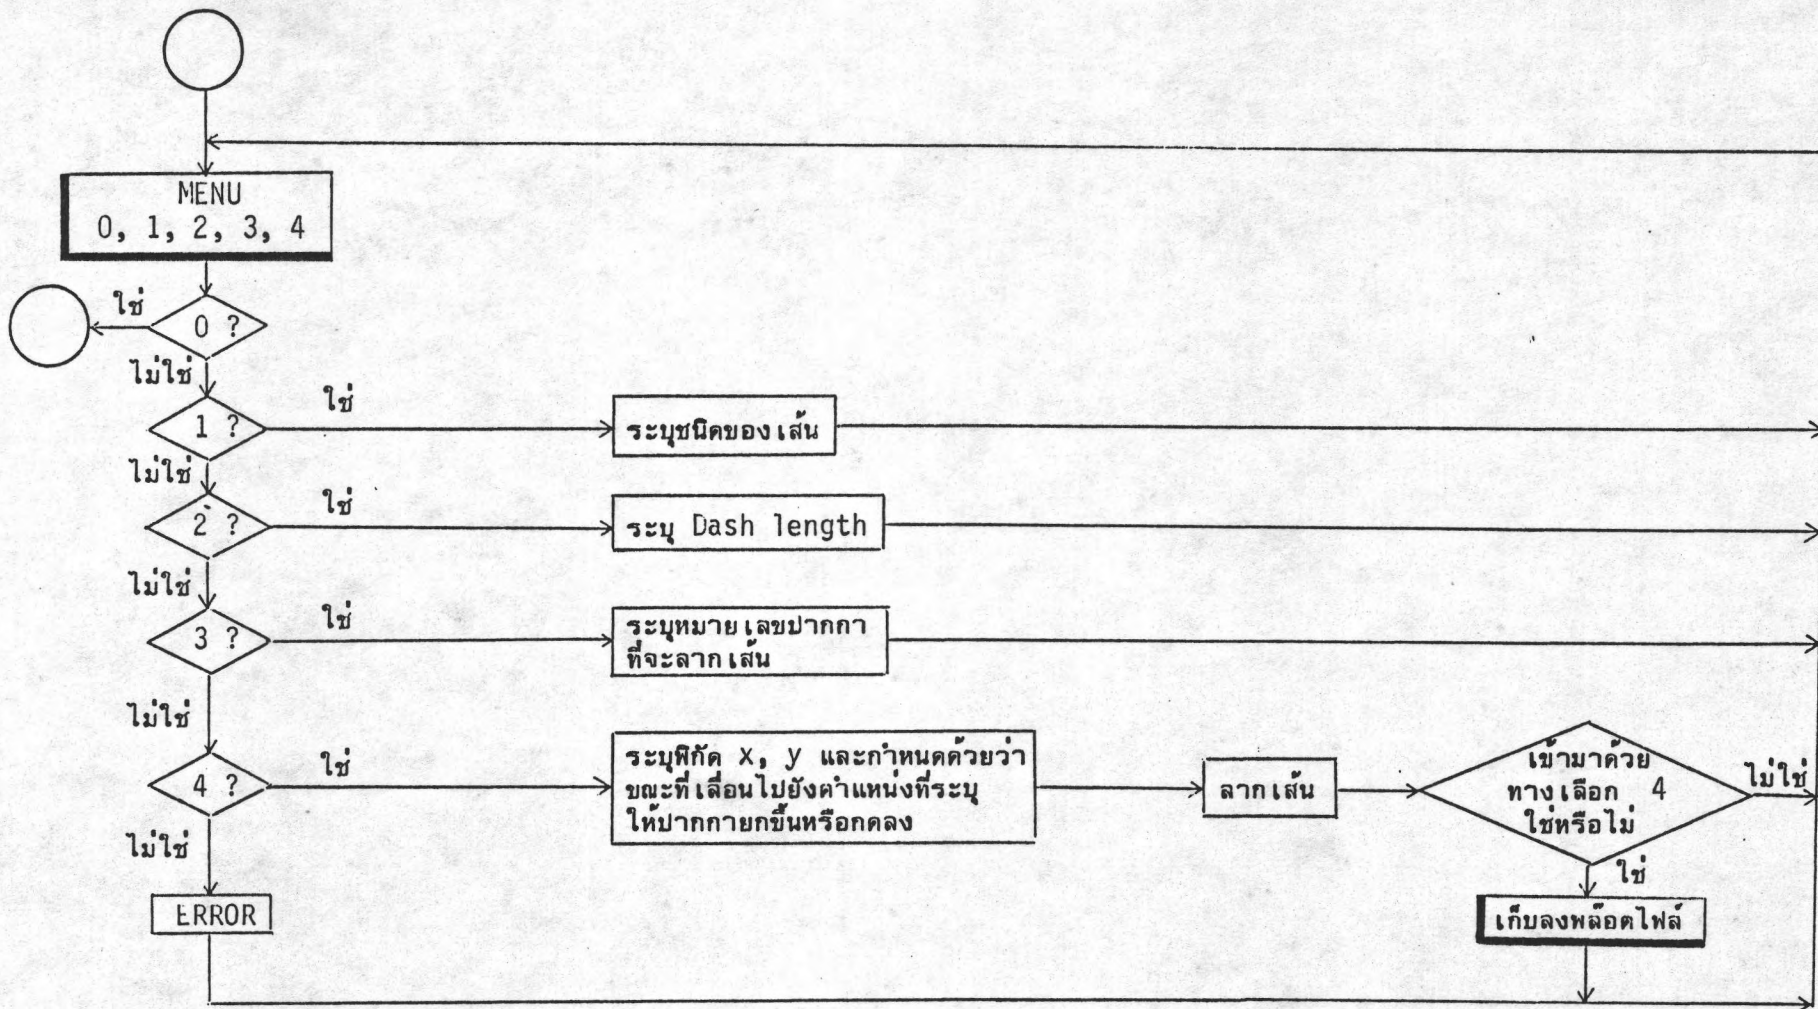 MENU
0, 1, 2, 3, 4
ใช่
0 ?
ไม่ใช่
1 ?
ใช่
ระบุชนิดของเส้น
ไม่ใช่
2 ?
ใช่
ระบุ Dash length
ไม่ใช่
3 ?
ใช่
ระบุหมายเลขปากกา
ที่จะลากเส้น
ไม่ใช่
4 ?
ใช่
ระบุพิกัด x, y และกำหนดด้วยว่า
ขณะที่เลื่อนไปยังตำแหน่งที่ระบุ
ให้ปากกายกขึ้นหรือกดลง
ลากเส้น
เข้ามาด้วย
ทางเลือก 4
ใช่หรือไม่
ไม่ใช่
ใช่
เก็บลงพล๊อตไฟล์
ไม่ใช่
ERROR